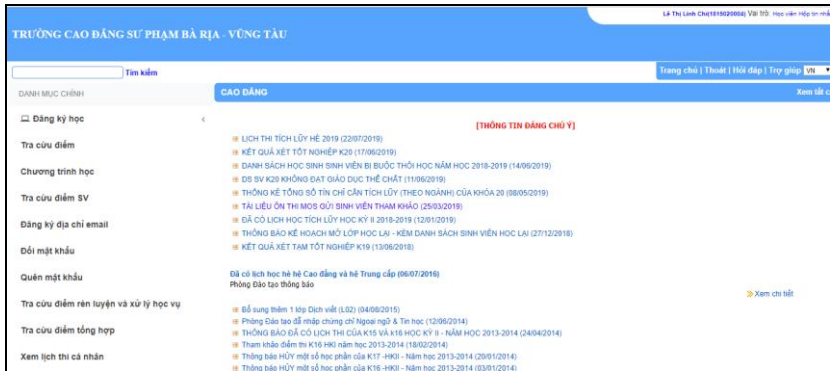 Lê Thị Linh Chi(1815020004) Vai trò: Học viên Hộp tin nhắ
TRƯỜNG CAO ĐẲNG SƯ PHẠM BÀ RỊA - VŨNG TÀU
Tìm kiếm
Trang chủ | Thoát | Hỏi đáp | Trợ giúp VN
DANH MỤC CHÍNH
CAO ĐẲNG
Xem tất c
Đăng ký học
Tra cứu điểm
Chương trình học
Tra cứu điểm SV
Đăng ký địa chỉ email
Đổi mật khẩu
Quên mật khẩu
Tra cứu điểm rèn luyện và xử lý học vụ
Tra cứu điểm tổng hợp
Xem lịch thi cá nhân
[THÔNG TIN ĐÁNG CHÚ Ý]
LỊCH THI TÍCH LŨY HÈ 2019 (22/07/2019)
KẾT QUẢ XÉT TỐT NGHIỆP K20 (17/06/2019)
DANH SÁCH HỌC SINH SINH VIÊN BỊ BUỘC THÔI HỌC NĂM HỌC 2018-2019 (14/06/2019)
DS SV K20 KHÔNG ĐẠT GIÁO DỤC THỂ CHẤT (11/06/2019)
THỐNG KÊ TỔNG SỐ TÍN CHỈ CẦN TÍCH LŨY (THEO NGÀNH) CỦA KHÓA 20 (08/05/2019)
TÀI LIỆU ÔN THI MOS GỬI SINH VIÊN THAM KHẢO (25/03/2019)
ĐÃ CÓ LỊCH HỌC TÍCH LŨY HỌC KỲ II 2018-2019 (12/01/2019)
THÔNG BÁO KẾ HOẠCH MỞ LỚP HỌC LẠI - KÈM DANH SÁCH SINH VIÊN HỌC LẠI (27/12/2018)
KẾT QUẢ XÉT TẠM TỐT NGHIỆP K19 (13/06/2018)
Đã có lịch học hè hệ Cao đẳng và hệ Trung cấp (06/07/2016)
Phòng Đào tạo thông báo
Xem chi tiết
Bổ sung thêm 1 lớp Dịch viết (L02) (04/08/2015)
Phòng Đào tạo đã nhập chứng chỉ Ngoại ngữ & Tin học (12/06/2014)
THÔNG BÁO ĐÃ CÓ LỊCH THI CỦA K15 VÀ k16 HỌC KỲ II - NĂM HỌC 2013-2014 (24/04/2014)
Tham khảo điểm thi K16 HKI năm học 2013-2014 (18/02/2014)
Thông báo HỦY một số học phần của K17 -HKII - Năm học 2013-2014 (20/01/2014)
Thông báo HỦY một số học phần của K16 -HKII - Năm học 2013-2014 (03/01/2014)